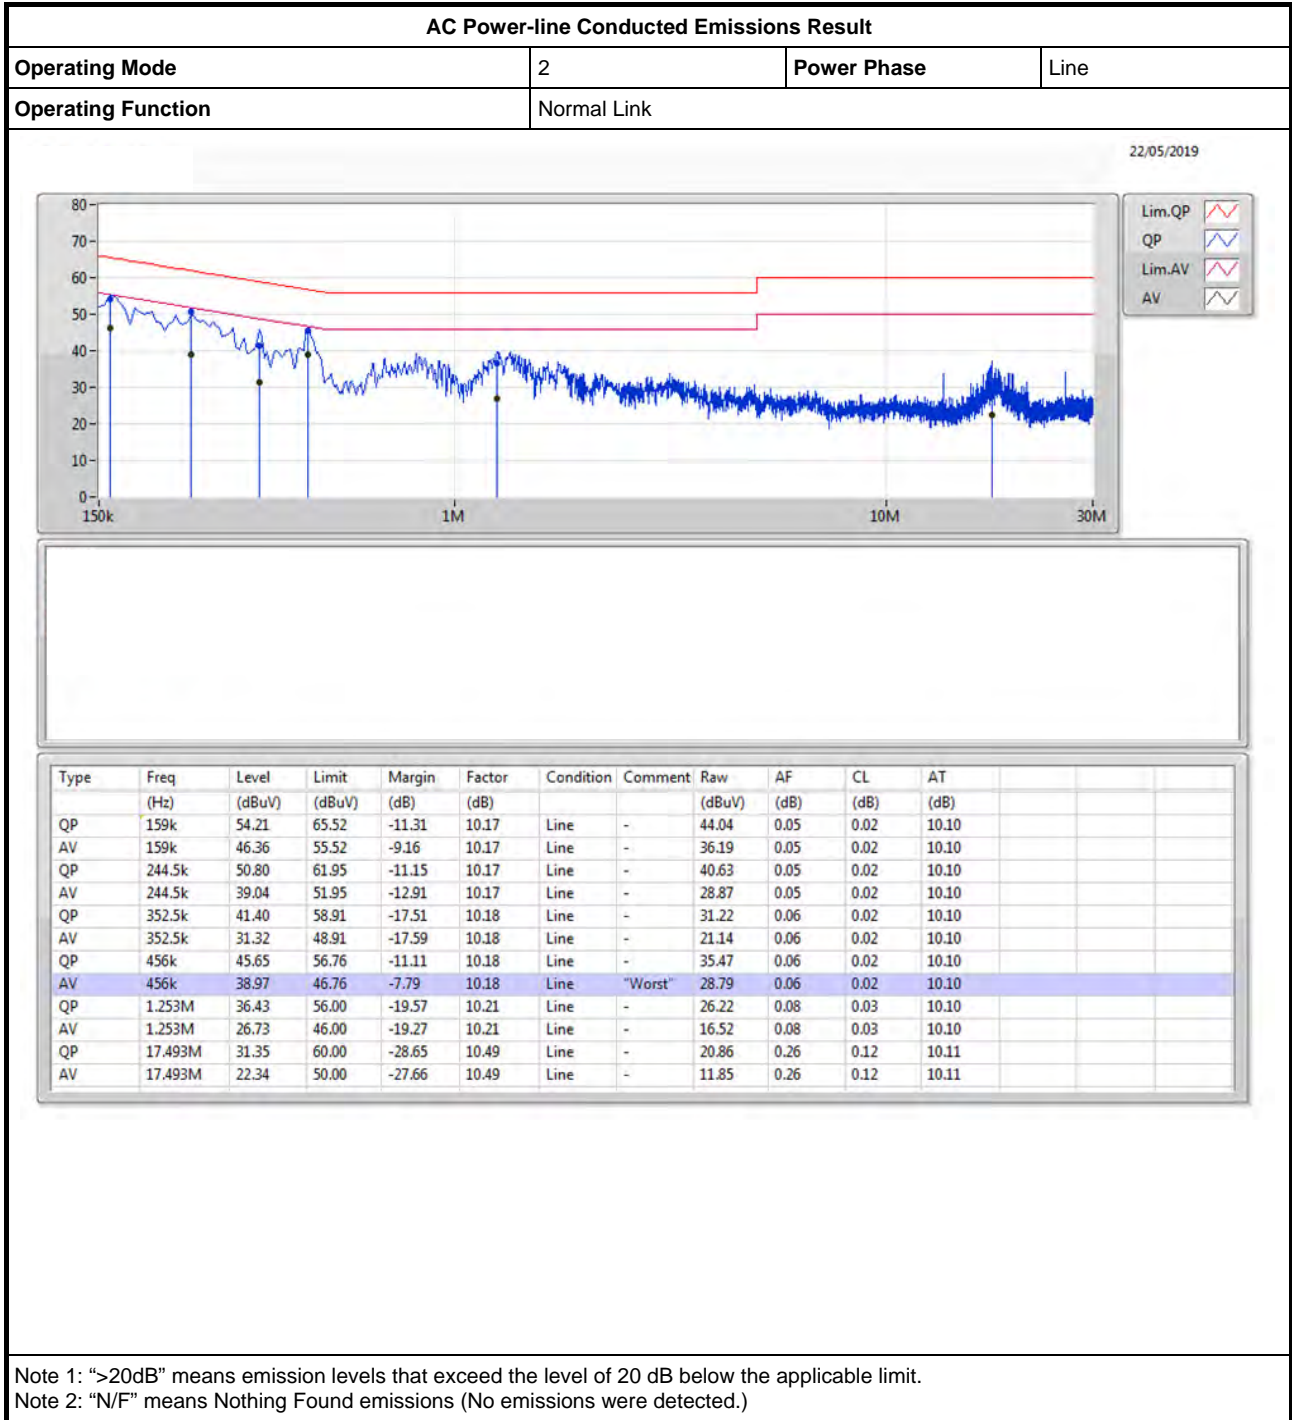 AC Power-line Conducted Emissions Result
Operating Mode 2 Power Phase Line
Operating Function Normal Link
22/05/2019
80
70
60
50
40
30
20
10
0
150k 1M 10M 30M
Lim.QP
QP
Lim.AV
AV
Type Freq Level Limit Margin Factor Condition Comment Raw AF CL AT
(Hz) (dBuV) (dBuV) (dB) (dB) (dBuV) (dB) (dB) (dB)
QP 159k 54.21 65.52 -11.31 10.17 Line - 44.04 0.05 0.02 10.10
AV 159k 46.36 55.52 -9.16 10.17 Line - 36.19 0.05 0.02 10.10
QP 244.5k 50.80 61.95 -11.15 10.17 Line - 40.63 0.05 0.02 10.10
AV 244.5k 39.04 51.95 -12.91 10.17 Line - 28.87 0.05 0.02 10.10
QP 352.5k 41.40 58.91 -17.51 10.18 Line - 31.22 0.06 0.02 10.10
AV 352.5k 31.32 48.91 -17.59 10.18 Line - 21.14 0.06 0.02 10.10
QP 456k 45.65 56.76 -11.11 10.18 Line - 35.47 0.06 0.02 10.10
AV 456k 38.97 46.76 -7.79 10.18 Line "Worst" 28.79 0.06 0.02 10.10
QP 1.253M 36.43 56.00 -19.57 10.21 Line - 26.22 0.08 0.03 10.10
AV 1.253M 26.73 46.00 -19.27 10.21 Line - 16.52 0.08 0.03 10.10
QP 17.493M 31.35 60.00 -28.65 10.49 Line - 20.86 0.26 0.12 10.11
AV 17.493M 22.34 50.00 -27.66 10.49 Line - 11.85 0.26 0.12 10.11
Note 1: “>20dB” means emission levels that exceed the level of 20 dB below the applicable limit.
Note 2: “N/F” means Nothing Found emissions (No emissions were detected.)